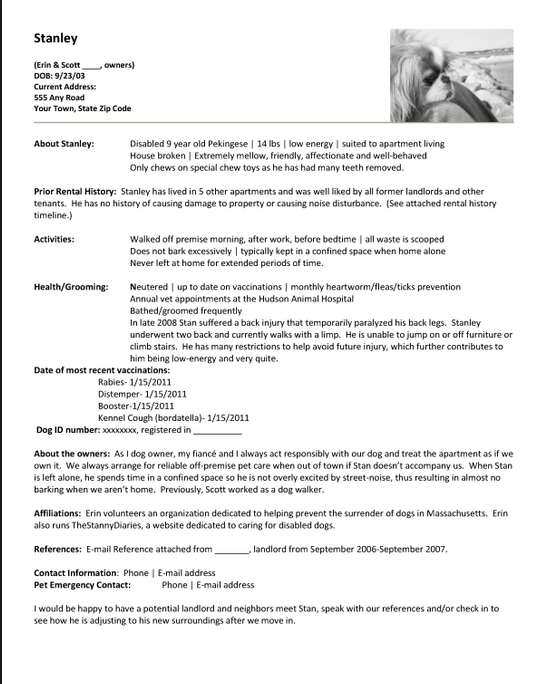 Stanley
(Erin & Scott ____, owners)
DOB: 9/23/03
Current Address:
555 Any Road
Your Town, State Zip Code
About Stanley: Disabled 9 year old Pekingese | 14 lbs | low energy | suited to apartment living
House broken | Extremely mellow, friendly, affectionate and well-behaved
Only chews on special chew toys as he has had many teeth removed.
Prior Rental History: Stanley has lived in 5 other apartments and was well liked by all former landlords and other
tenants. He has no history of causing damage to property or causing noise disturbance. (See attached rental history
timeline.)
Activities: Walked off premise morning, after work, before bedtime | all waste is scooped
Does not bark excessively | typically kept in a confined space when home alone
Never left at home for extended periods of time.
Health/Grooming: Neutered | up to date on vaccinations | monthly heartworm/fleas/ticks prevention
Annual vet appointments at the Hudson Animal Hospital
Bathed/groomed frequently
In late 2008 Stan suffered a back injury that temporarily paralyzed his back legs. Stanley
underwent two back and currently walks with a limp. He is unable to jump on or off furniture or
climb stairs. He has many restrictions to help avoid future injury, which further contributes to
him being low-energy and very quite.
Date of most recent vaccinations:
Rabies- 1/15/2011
Distemper- 1/15/2011
Booster-1/15/2011
Kennel Cough (bordatella)- 1/15/2011
Dog ID number: xxxxxxxx, registered in __________
About the owners: As I dog owner, my fiancé and I always act responsibly with our dog and treat the apartment as if we
own it. We always arrange for reliable off-premise pet care when out of town if Stan doesn't accompany us. When Stan
is left alone, he spends time in a confined space so he is not overly excited by street-noise, thus resulting in almost no
barking when we aren't home. Previously, Scott worked as a dog walker.
Affiliations: Erin volunteers an organization dedicated to helping prevent the surrender of dogs in Massachusetts. Erin
also runs TheStannyDiaries, a website dedicated to caring for disabled dogs.
References: E-mail Reference attached from _______, landlord from September 2006-September 2007.
Contact Information: Phone | E-mail address
Pet Emergency Contact: Phone | E-mail address
I would be happy to have a potential landlord and neighbors meet Stan, speak with our references and/or check in to
see how he is adjusting to his new surroundings after we move in.